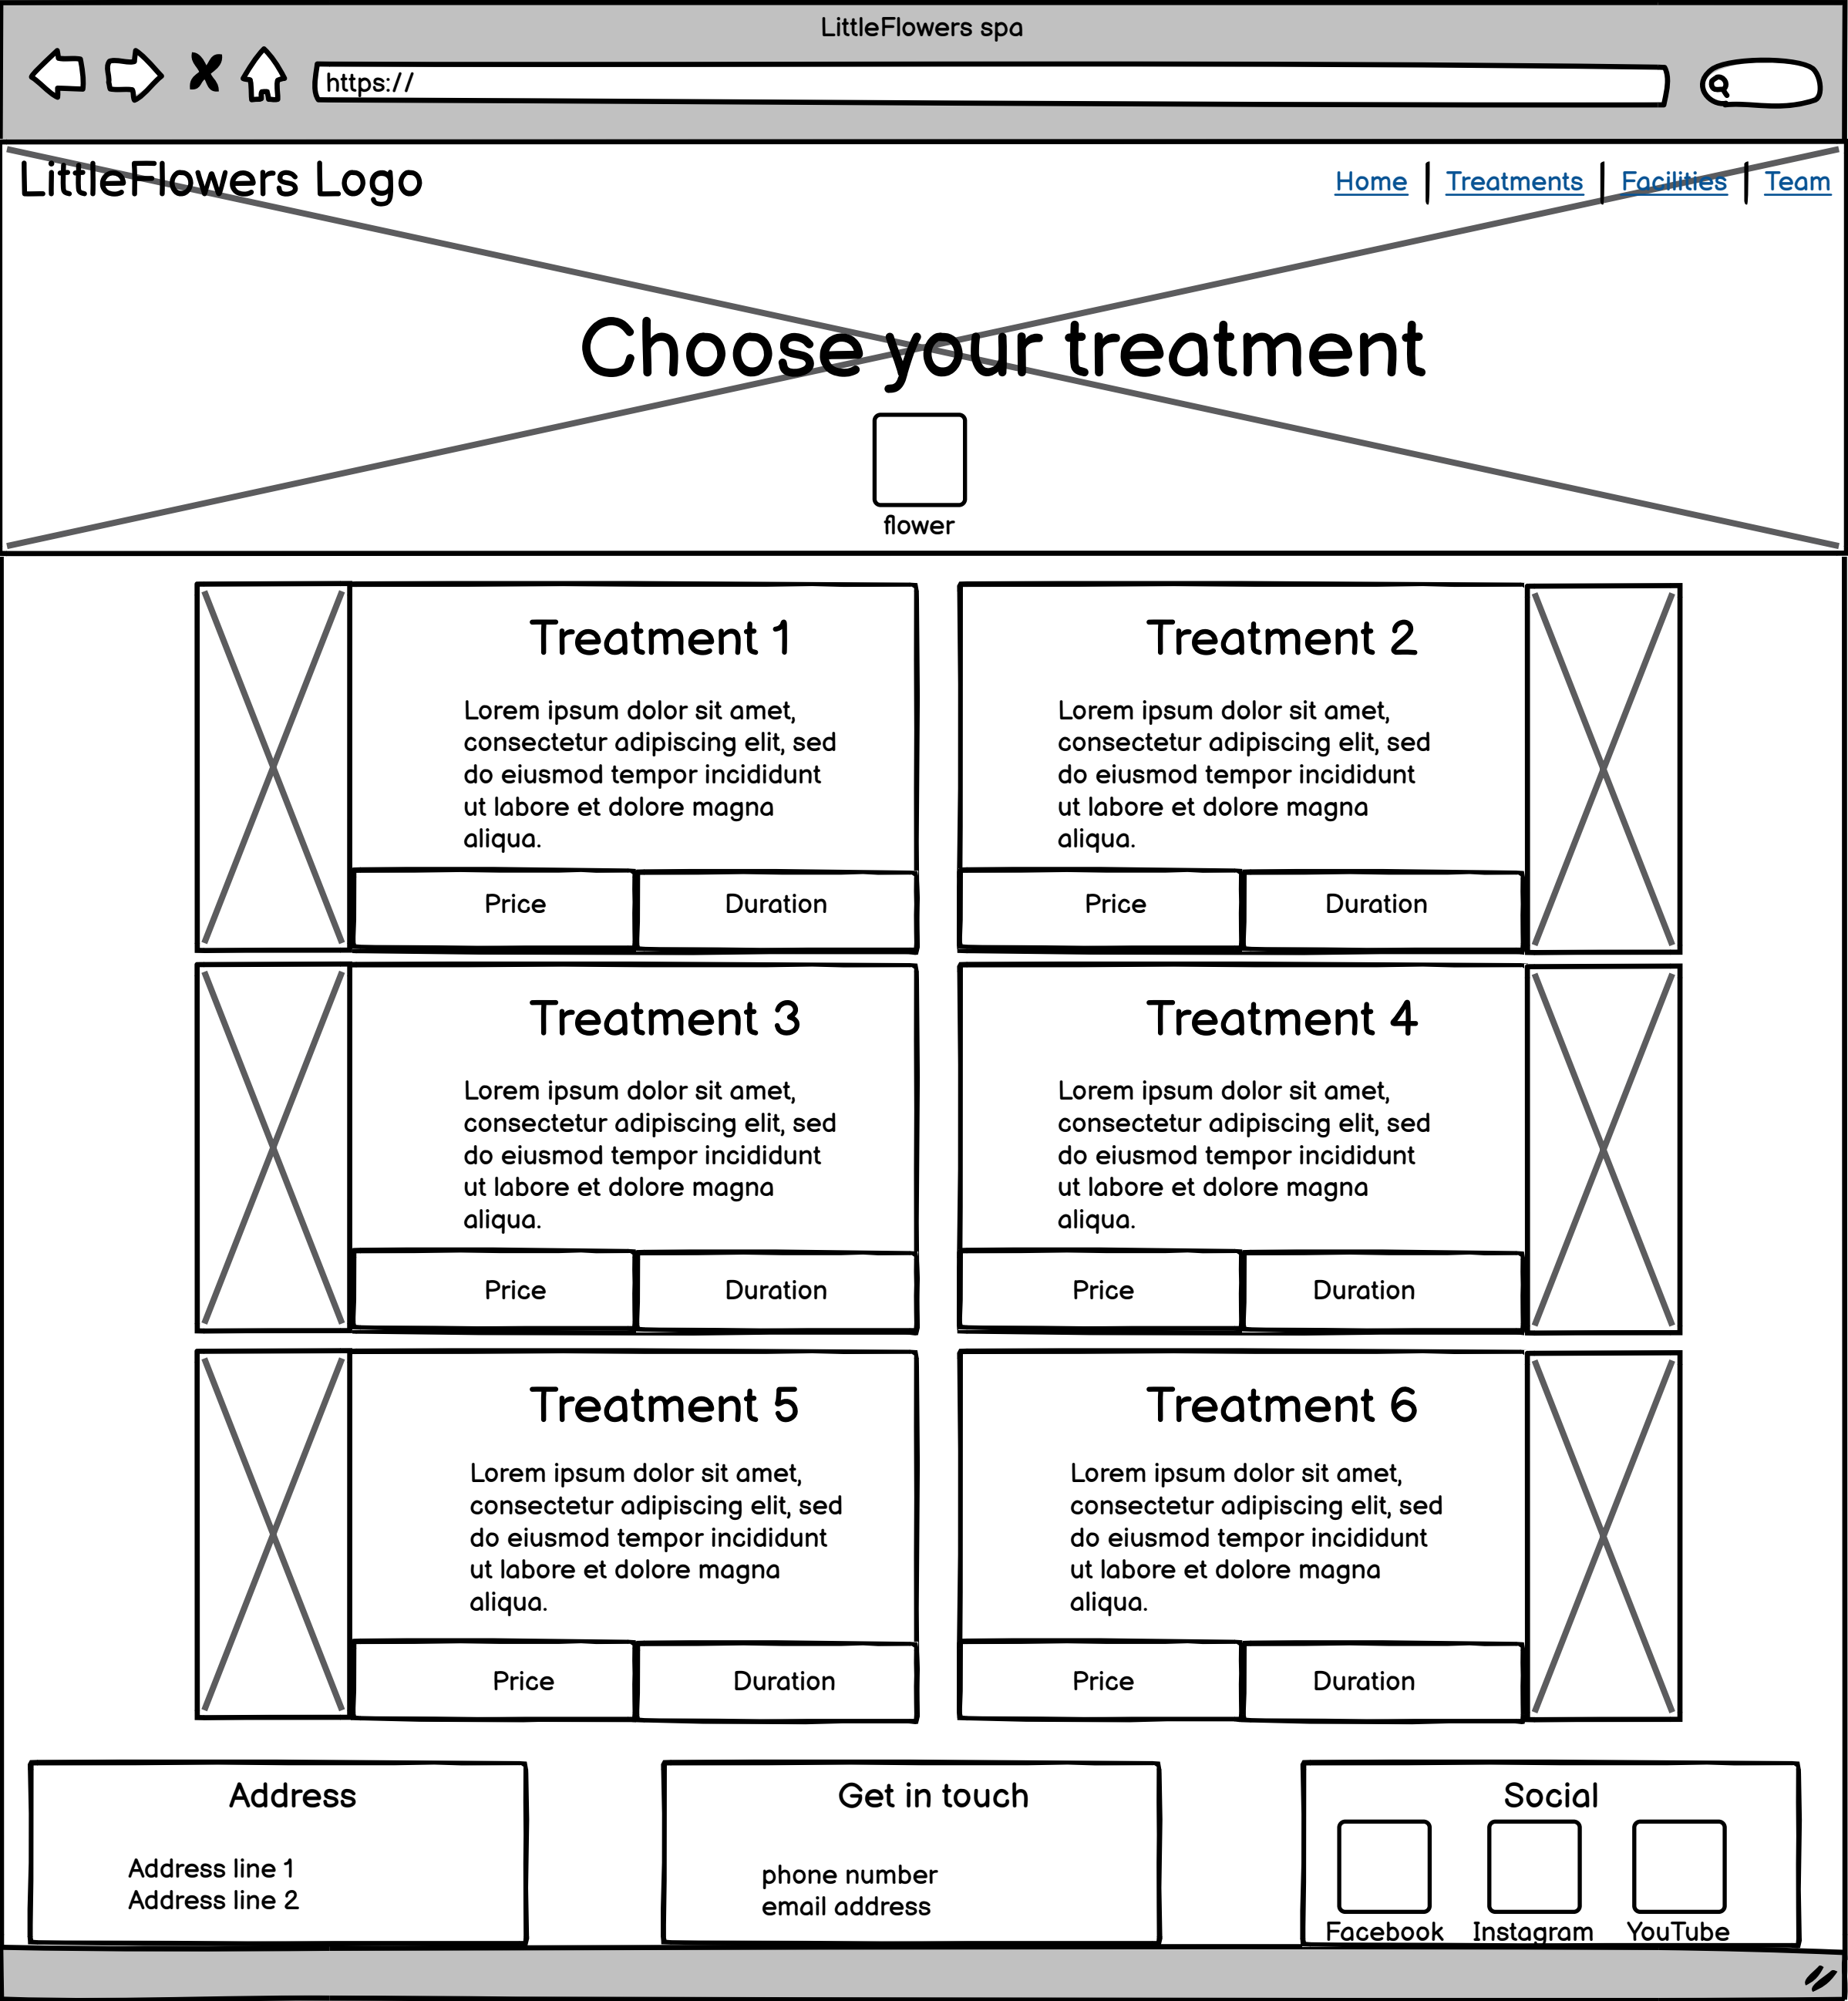 LittleFlowers spa
https://
LittleFlowers Logo
Home
Treatments
Facilities
Team
Choose your treatment
flower
Treatment 1
Lorem ipsum dolor sit amet,
consectetur adipiscing elit, sed
do eiusmod tempor incididunt
ut labore et dolore magna
aliqua.
Price
Duration
Treatment 2
Lorem ipsum dolor sit amet,
consectetur adipiscing elit, sed
do eiusmod tempor incididunt
ut labore et dolore magna
aliqua.
Price
Duration
Treatment 3
Lorem ipsum dolor sit amet,
consectetur adipiscing elit, sed
do eiusmod tempor incididunt
ut labore et dolore magna
aliqua.
Price
Duration
Treatment 4
Lorem ipsum dolor sit amet,
consectetur adipiscing elit, sed
do eiusmod tempor incididunt
ut labore et dolore magna
aliqua.
Price
Duration
Treatment 5
Lorem ipsum dolor sit amet,
consectetur adipiscing elit, sed
do eiusmod tempor incididunt
ut labore et dolore magna
aliqua.
Price
Duration
Treatment 6
Lorem ipsum dolor sit amet,
consectetur adipiscing elit, sed
do eiusmod tempor incididunt
ut labore et dolore magna
aliqua.
Price
Duration
Address
Address line 1
Address line 2
Get in touch
phone number
email address
Social
Facebook
Instagram
YouTube